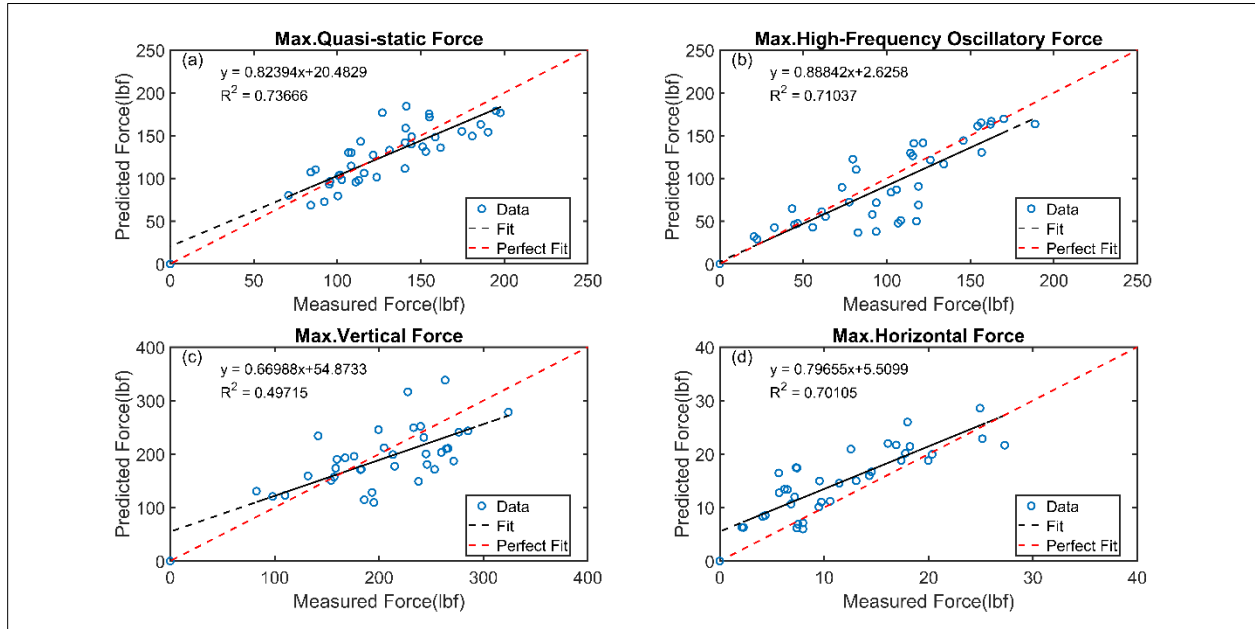 Max.Quasi-static Force
(a)
y = 0.82394x+20.4829
R² = 0.73666
250
200
150
100
50
0
Predicted Force(lbf)
Data
Fit
Perfect Fit
0 50 100 150 200 250
Measured Force(lbf)
Max.High-Frequency Oscillatory Force
(b)
y = 0.88842x+2.6258
R² = 0.71037
250
200
150
100
50
0
Predicted Force(lbf)
Data
Fit
Perfect Fit
0 50 100 150 200 250
Measured Force(lbf)
Max.Vertical Force
(c)
y = 0.66988x+54.8733
R² = 0.49715
400
300
200
100
0
Predicted Force(lbf)
Data
Fit
Perfect Fit
0 100 200 300 400
Measured Force(lbf)
Max.Horizontal Force
(d)
y = 0.79655x+5.5099
R² = 0.70105
40
30
20
10
0
Predicted Force(lbf)
Data
Fit
Perfect Fit
0 10 20 30 40
Measured Force(lbf)